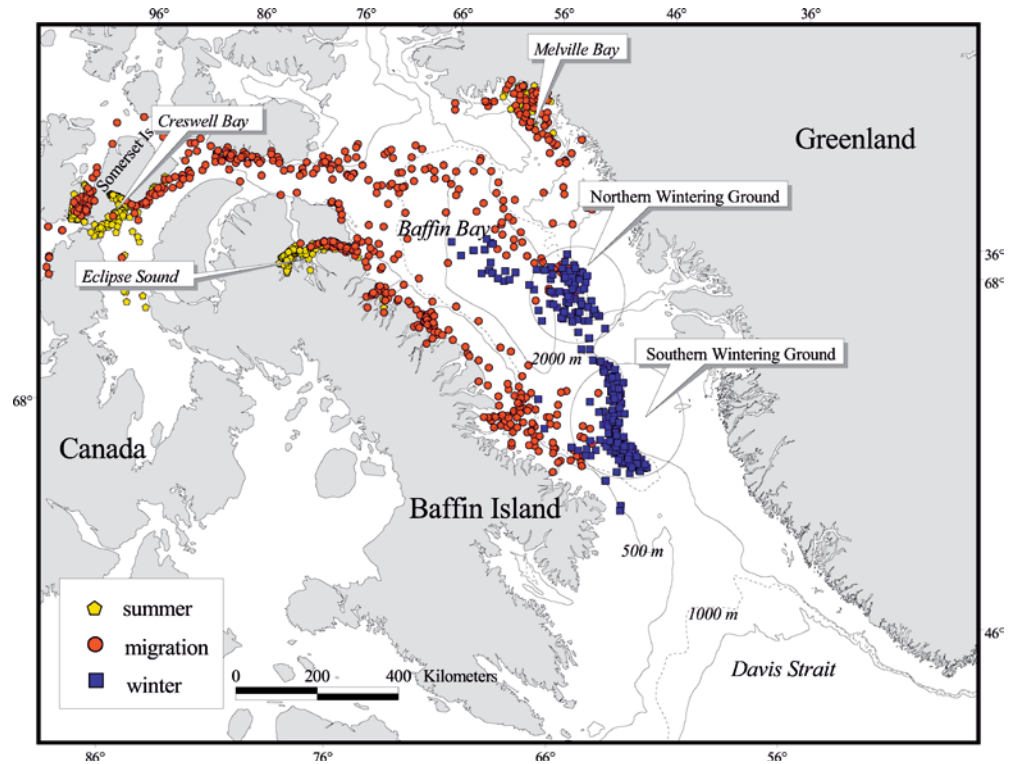 96° 86° 76° 66° 56° 46° 36°
Melville Bay
Greenland
Creswell Bay
Somerset Is
Northern Wintering Ground
Baffin Bay
36°
68°
Eclipse Sound
2000 m
Southern Wintering Ground
68°
Canada
Baffin Island
500 m
summer
migration
winter
1000 m
46°
0 200 400 Kilometers
Davis Strait
86° 76° 66° 56°